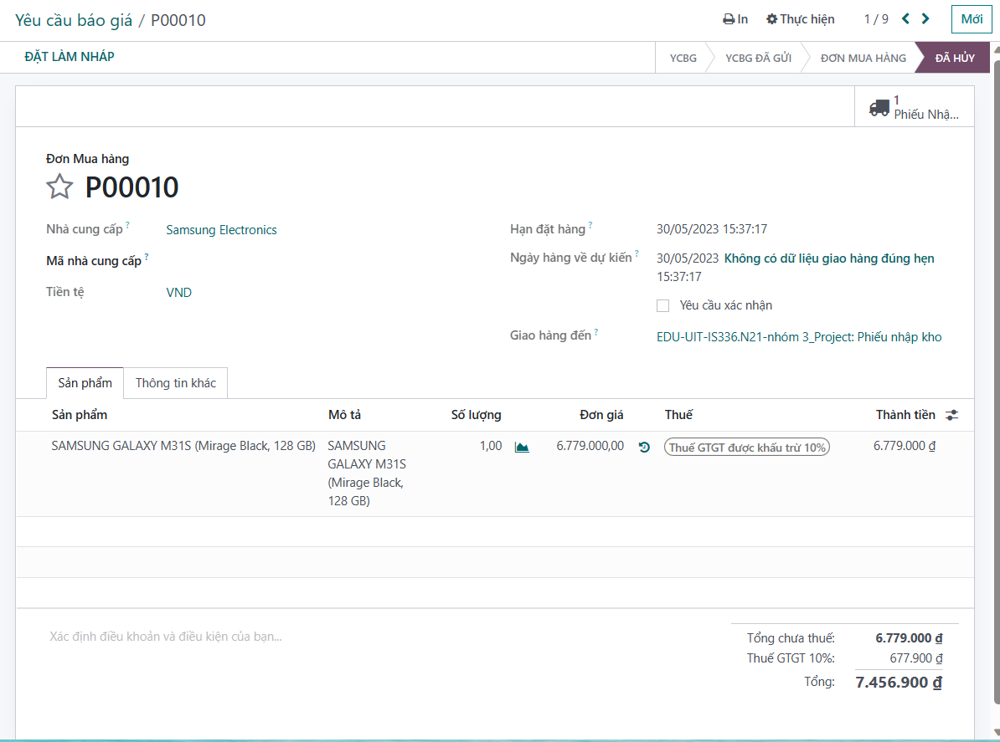 Yêu cầu báo giá / P00010
In
Thực hiện
1 / 9
Mới
ĐẶT LÀM NHÁP
YCBG
YCBG ĐÃ GỬI
ĐƠN MUA HÀNG
ĐÃ HỦY
1
Phiếu Nhậ...
Đơn Mua hàng
P00010
Nhà cung cấp ?
Samsung Electronics
Mã nhà cung cấp ?
Tiền tệ
VND
Hạn đặt hàng ?
30/05/2023 15:37:17
Ngày hàng về dự kiến ?
30/05/2023 Không có dữ liệu giao hàng đúng hẹn
15:37:17
Yêu cầu xác nhận
Giao hàng đến ?
EDU-UIT-IS336.N21-nhóm 3_Project: Phiếu nhập kho
Sản phẩm
Thông tin khác
Sản phẩm Mô tả Số lượng Đơn giá Thuế Thành tiền
SAMSUNG GALAXY M31S (Mirage Black, 128 GB) SAMSUNG 1,00 6.779.000,00 Thuế GTGT được khấu trừ 10% 6.779.000 ₫
GALAXY M31S
(Mirage Black,
128 GB)
Xác định điều khoản và điều kiện của bạn...
Tổng chưa thuế: 6.779.000 ₫
Thuế GTGT 10%: 677.900 ₫
Tổng: 7.456.900 ₫